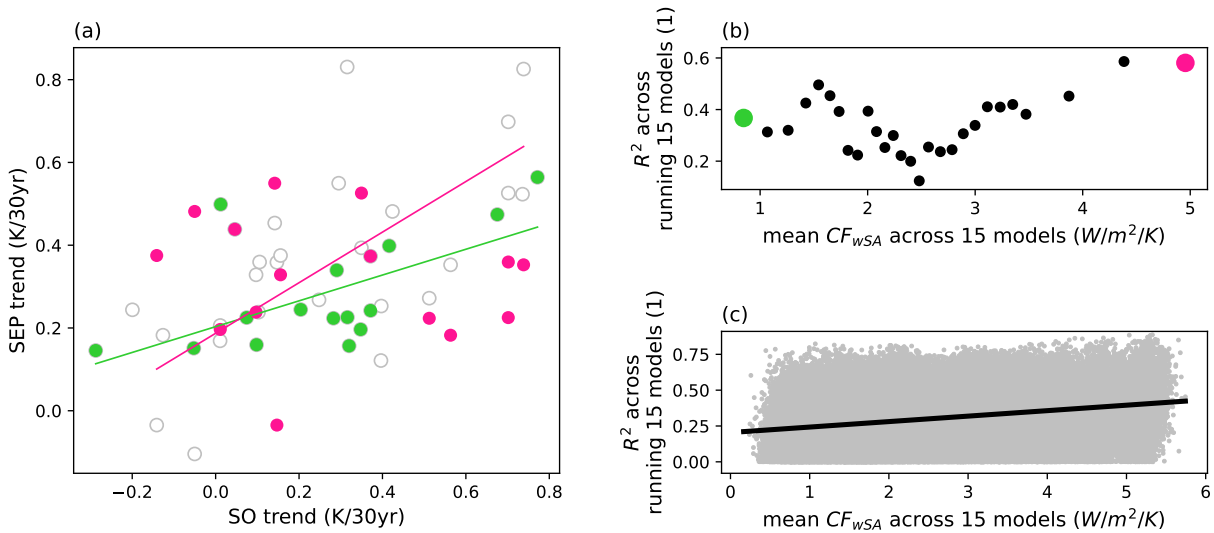 (a)
0.8
0.6
0.4
0.2
0.0
SEP trend (K/30yr)
−0.2
0.0
0.2
0.4
0.6
0.8
SO trend (K/30yr)
(b)
0.6
0.4
0.2
R² across
running 15 models (1)
1
2
3
4
5
mean CF_{wSA} across 15 models (W/m²/K)
(c)
0.75
0.50
0.25
0.00
R² across
running 15 models (1)
0
1
2
3
4
5
6
mean CF_{wSA} across 15 models (W/m²/K)